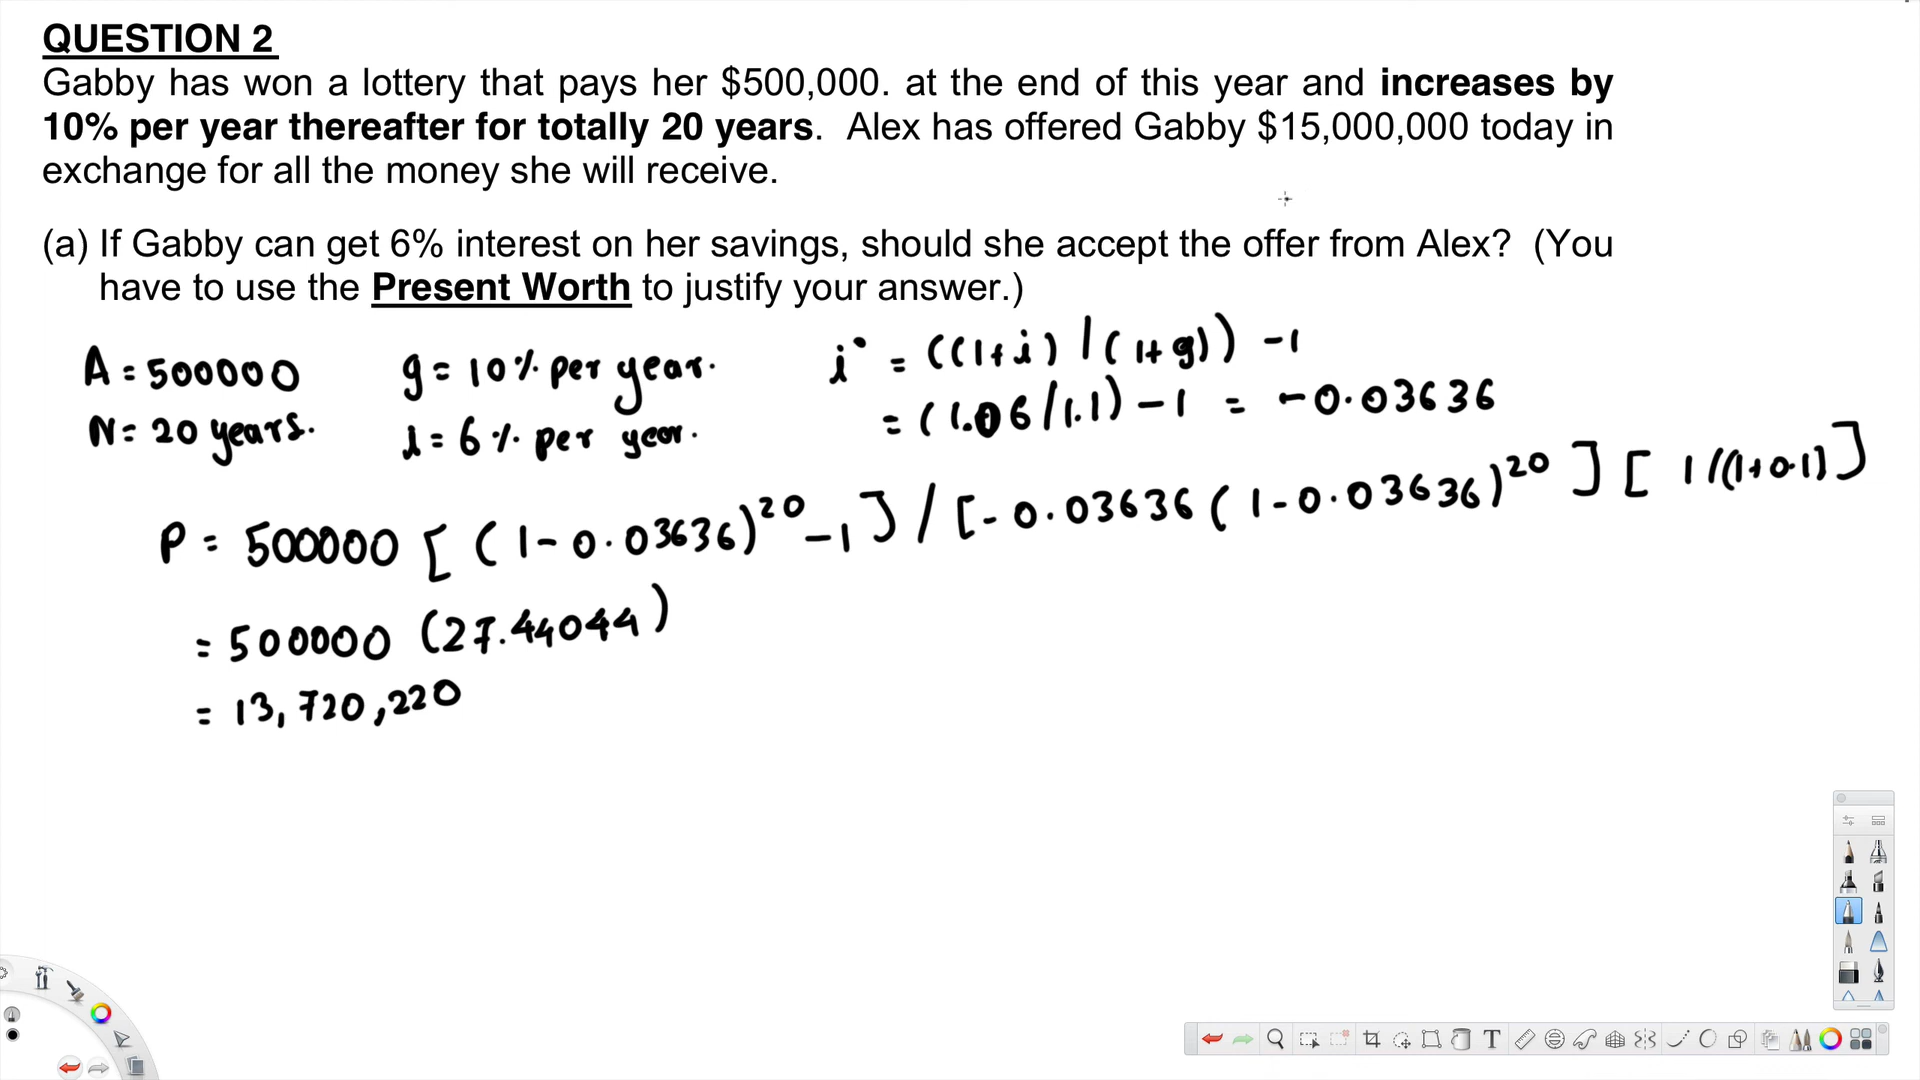 QUESTION 2
Gabby has won a lottery that pays her $500,000. at the end of this year and increases by
10% per year thereafter for totally 20 years. Alex has offered Gabby $15,000,000 today in
exchange for all the money she will receive.
(a) If Gabby can get 6% interest on her savings, should she accept the offer from Alex? (You
have to use the Present Worth to justify your answer.)
A = 500000 g = 10% per year. i° = ((1+i) / (1+g)) -1
N = 20 years. i = 6% per year. = (1.06/1.1) -1 = -0.03636
P = 500000 [ (1-0.03636)^20 -1 ] / [-0.03636 (1-0.03636)^20 ] [ 1/(1+0.1) ]
= 500000 (27.44044)
= 13,720,220
T